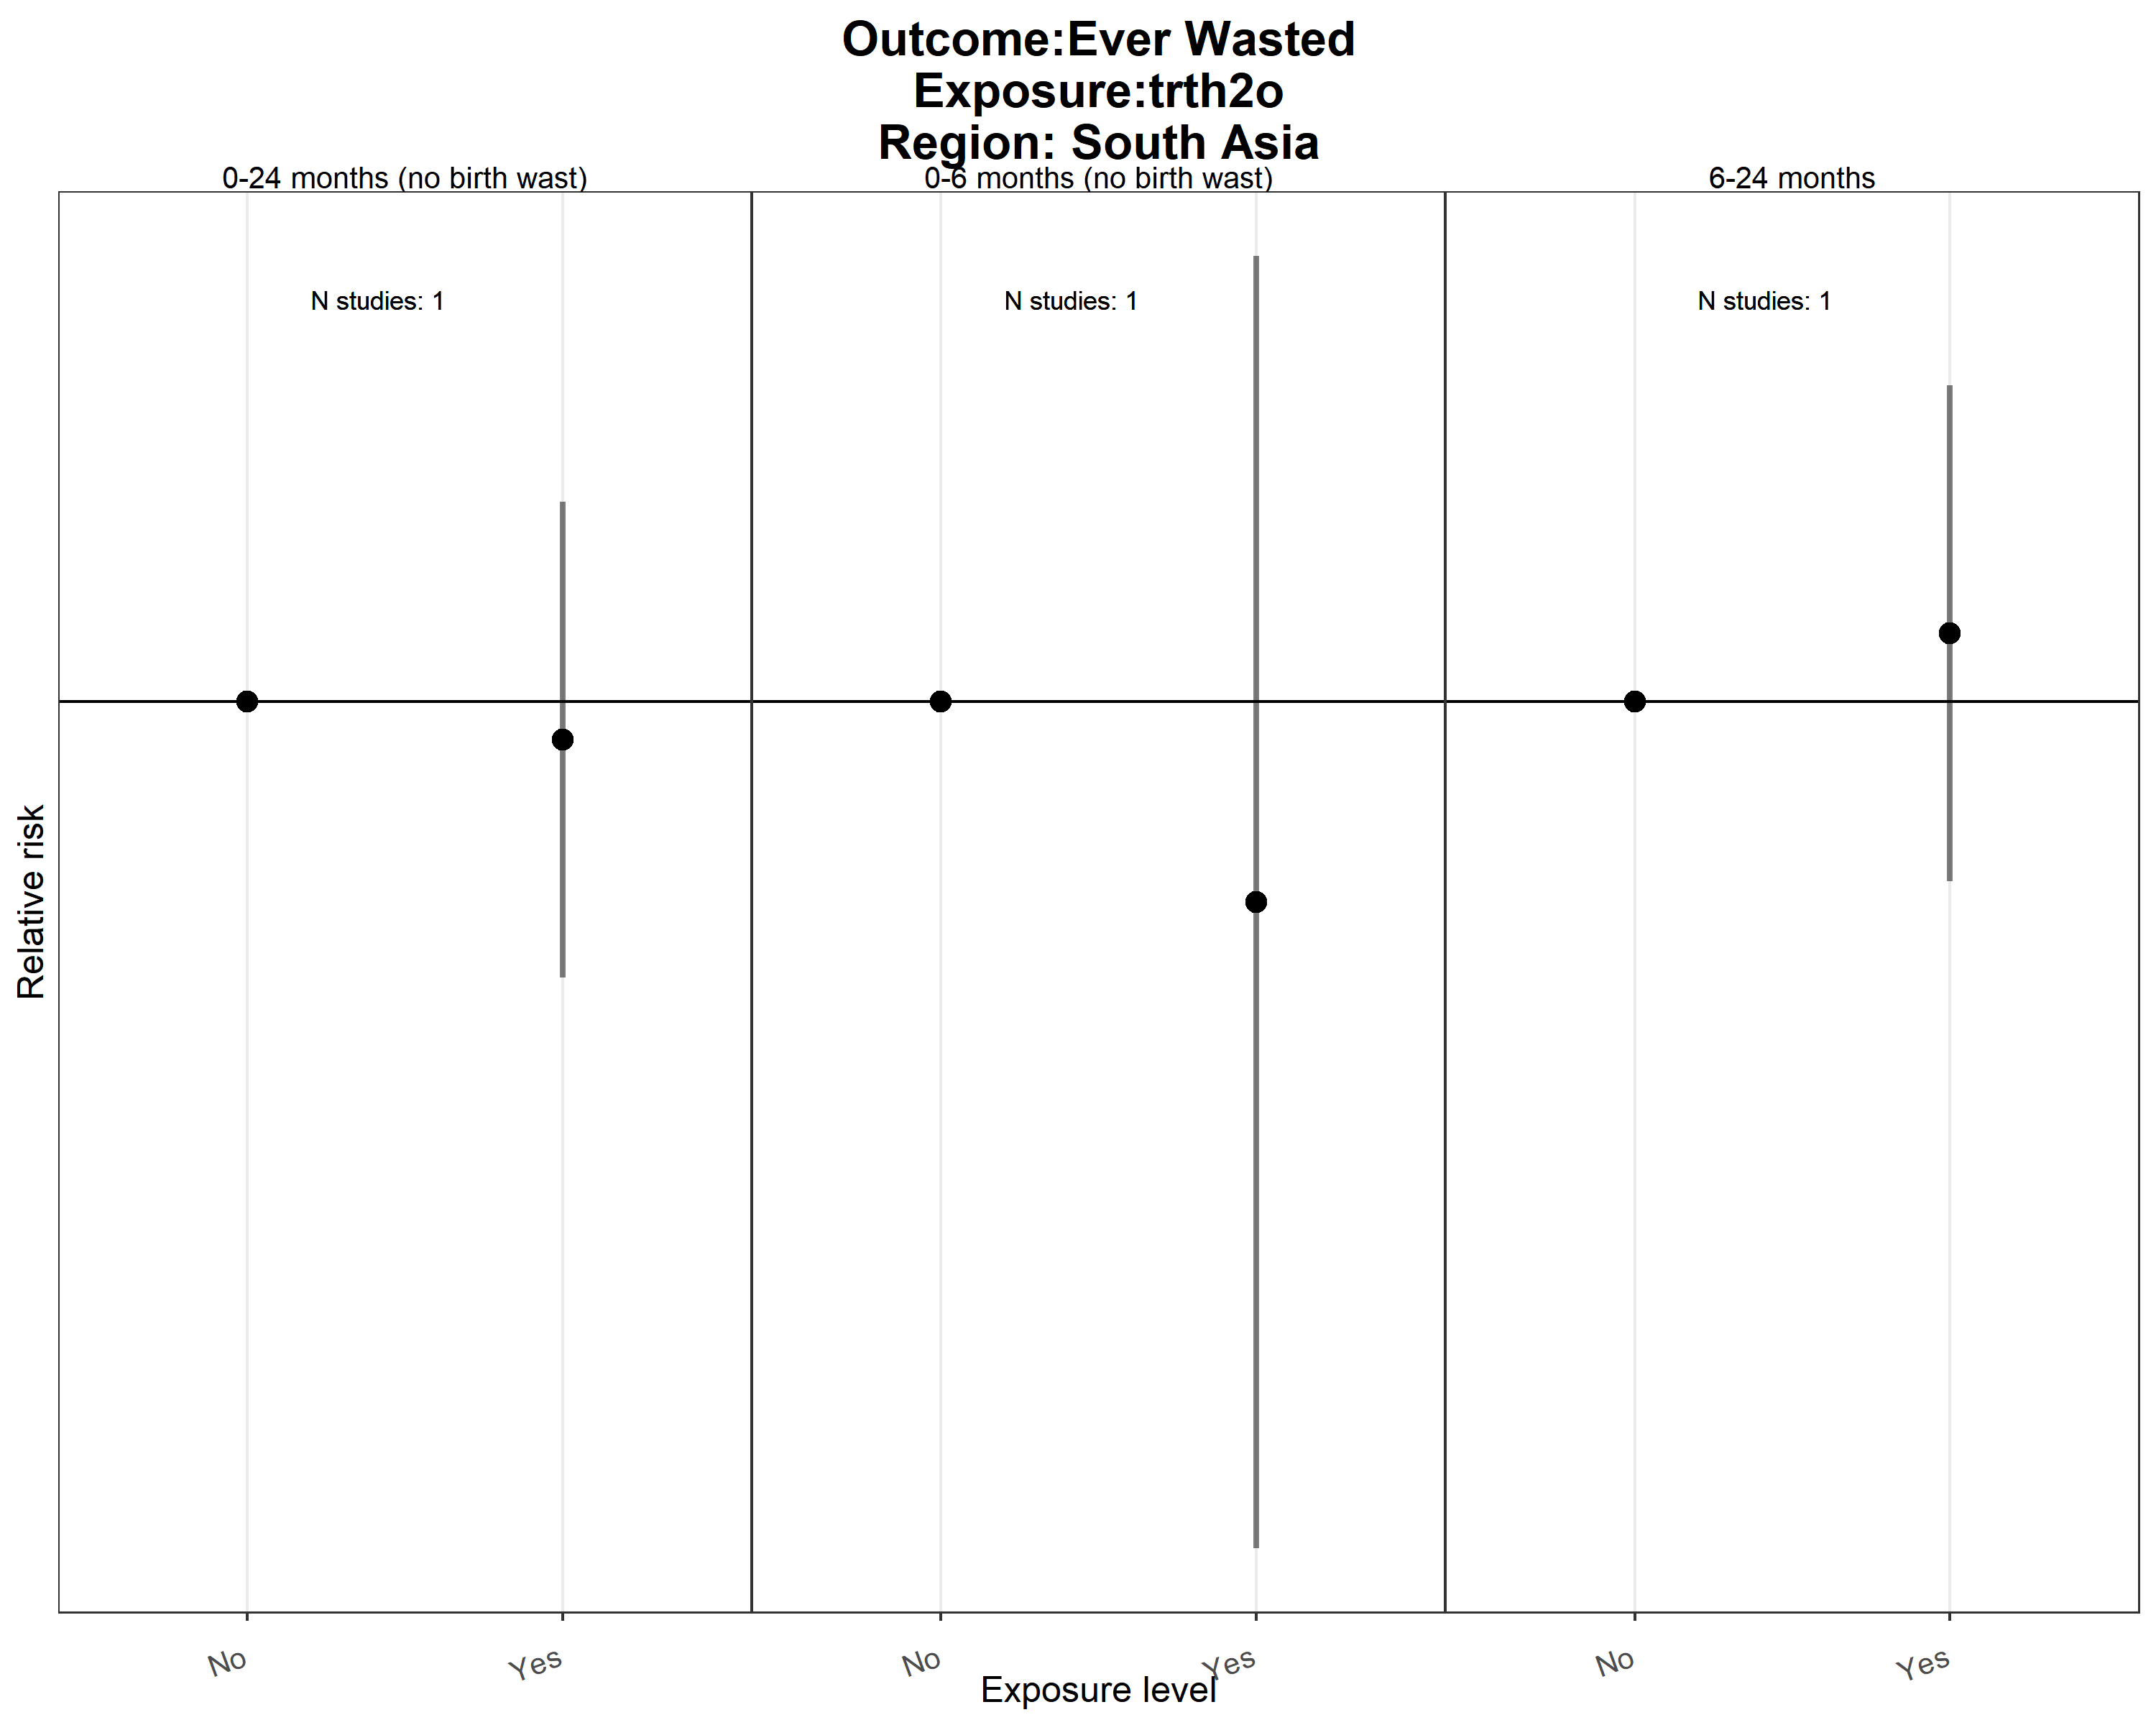 Outcome:Ever Wasted
Exposure:trth2o
Region: South Asia
0-24 months (no birth wast)
0-6 months (no birth wast)
6-24 months
N studies: 1
N studies: 1
N studies: 1
Relative risk
No
Yes
No
Yes
No
Yes
Exposure level